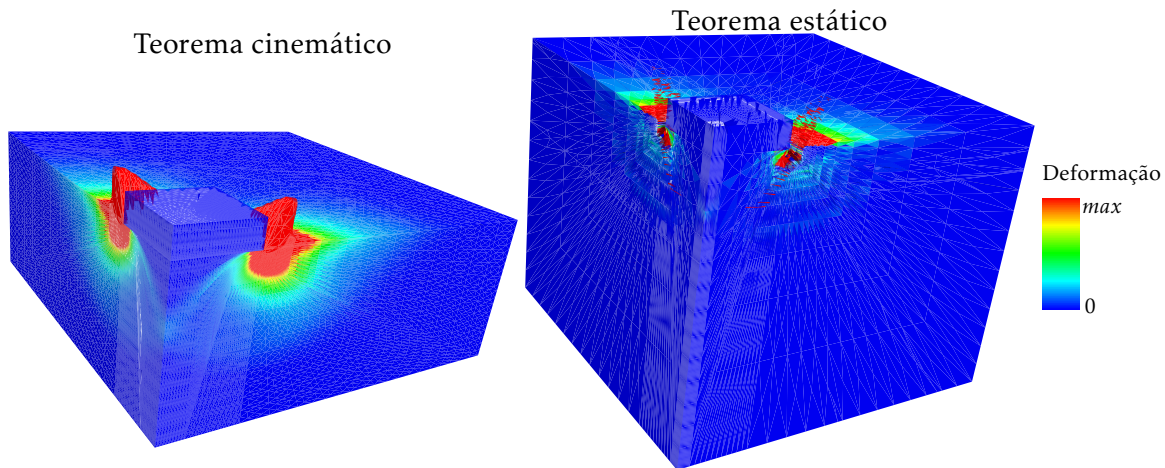 Teorema cinemático
Teorema estático
Deformação
max
0